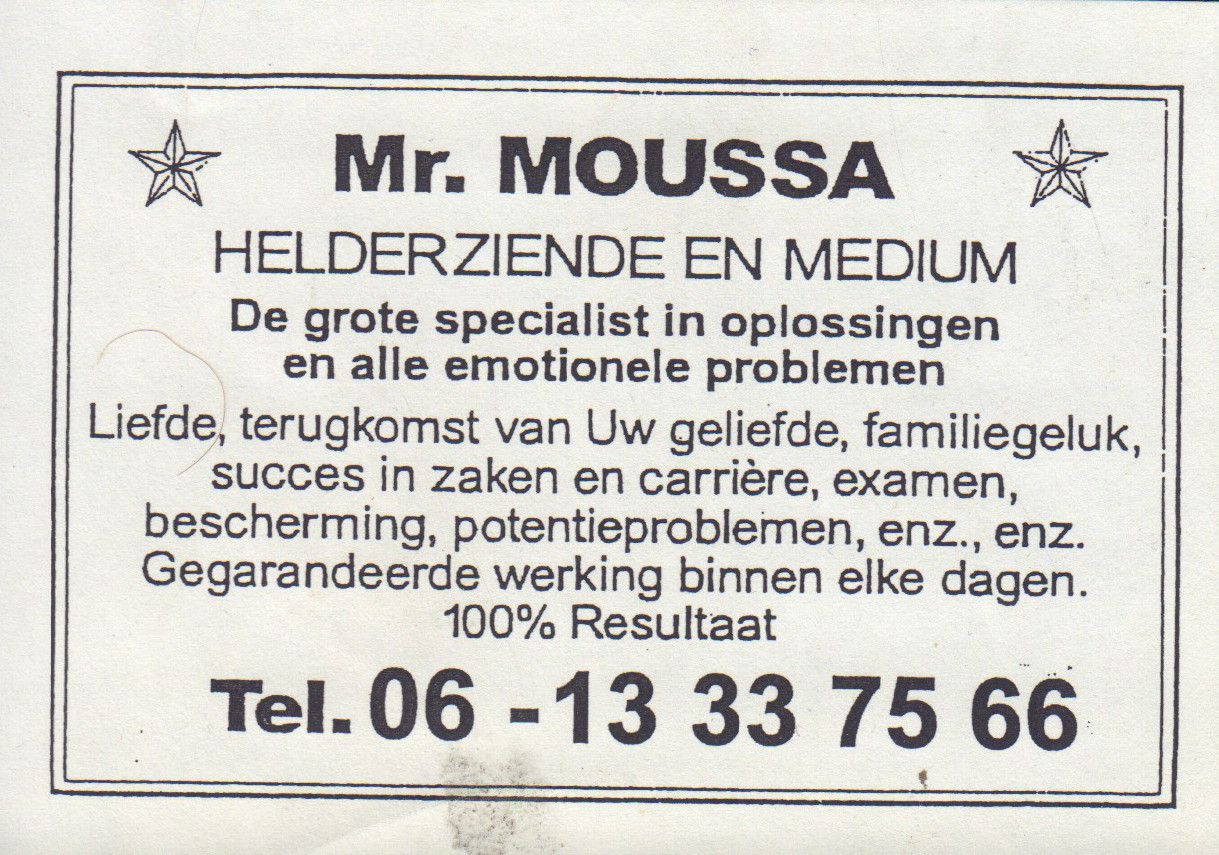 Mr. MOUSSA
HELDERZIENDE EN MEDIUM
De grote specialist in oplossingen
en alle emotionele problemen
Liefde, terugkomst van Uw geliefde, familiegeluk,
succes in zaken en carrière, examen,
bescherming, potentieproblemen, enz., enz.
Gegarandeerde werking binnen elke dagen.
100% Resultaat
Tel. 06 - 13 33 75 66